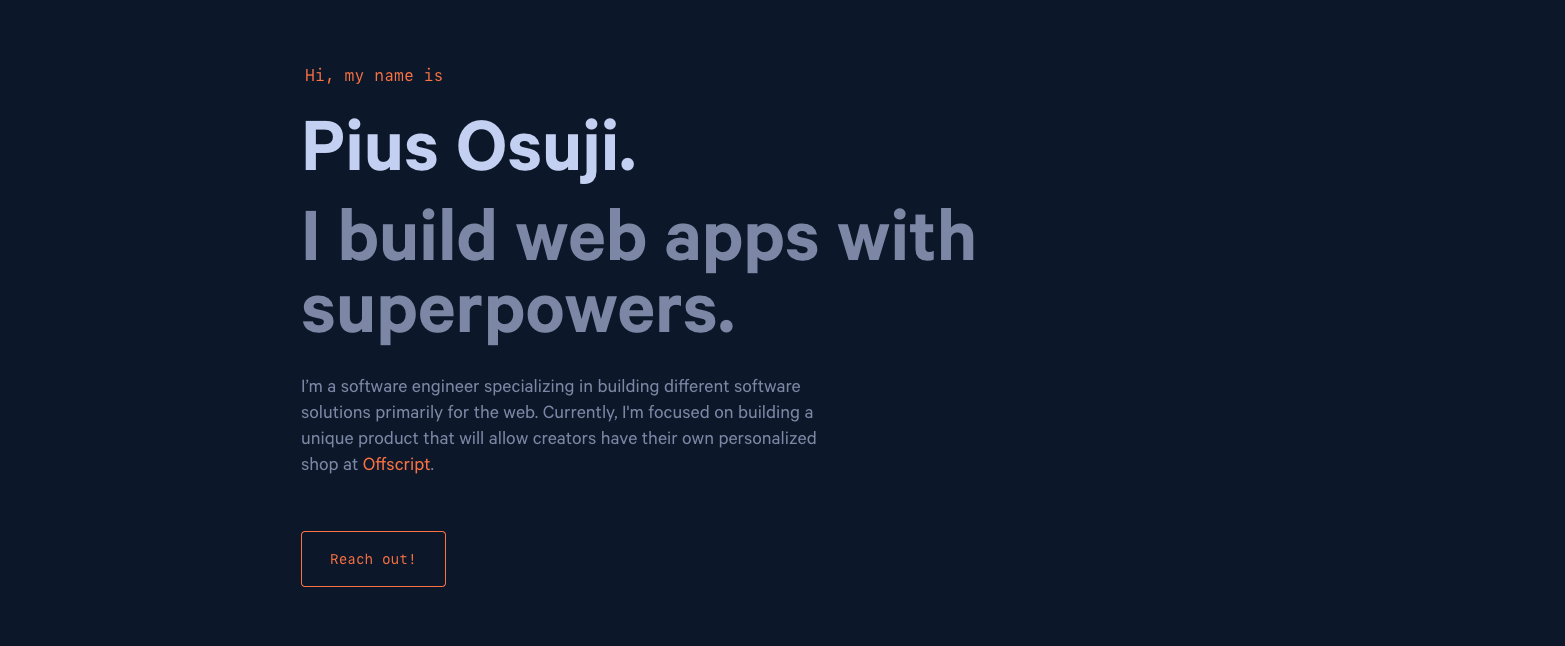 Hi, my name is
Pius Osuji.
I build web apps with
superpowers.
I’m a software engineer specializing in building different software
solutions primarily for the web. Currently, I'm focused on building a
unique product that will allow creators have their own personalized
shop at Offscript.
Reach out!